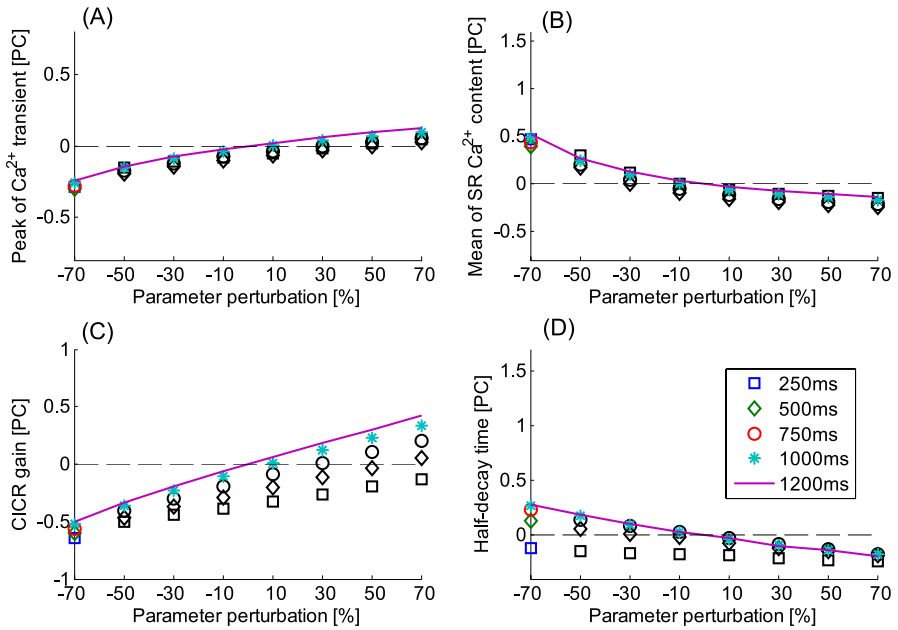 (A)
Peak of Ca²⁺ transient [PC]
0.5
0
-0.5
-70 -50 -30 -10 10 30 50 70
Parameter perturbation [%]
(B)
Mean of SR Ca²⁺ content [PC]
1.5
1
0.5
0
-0.5
-70 -50 -30 -10 10 30 50 70
Parameter perturbation [%]
(C)
CICR gain [PC]
1
0.5
0
-0.5
-1
-70 -50 -30 -10 10 30 50 70
Parameter perturbation [%]
(D)
Half-decay time [PC]
1.5
1
0.5
0
-70 -50 -30 -10 10 30 50 70
Parameter perturbation [%]
250ms
500ms
750ms
1000ms
1200ms